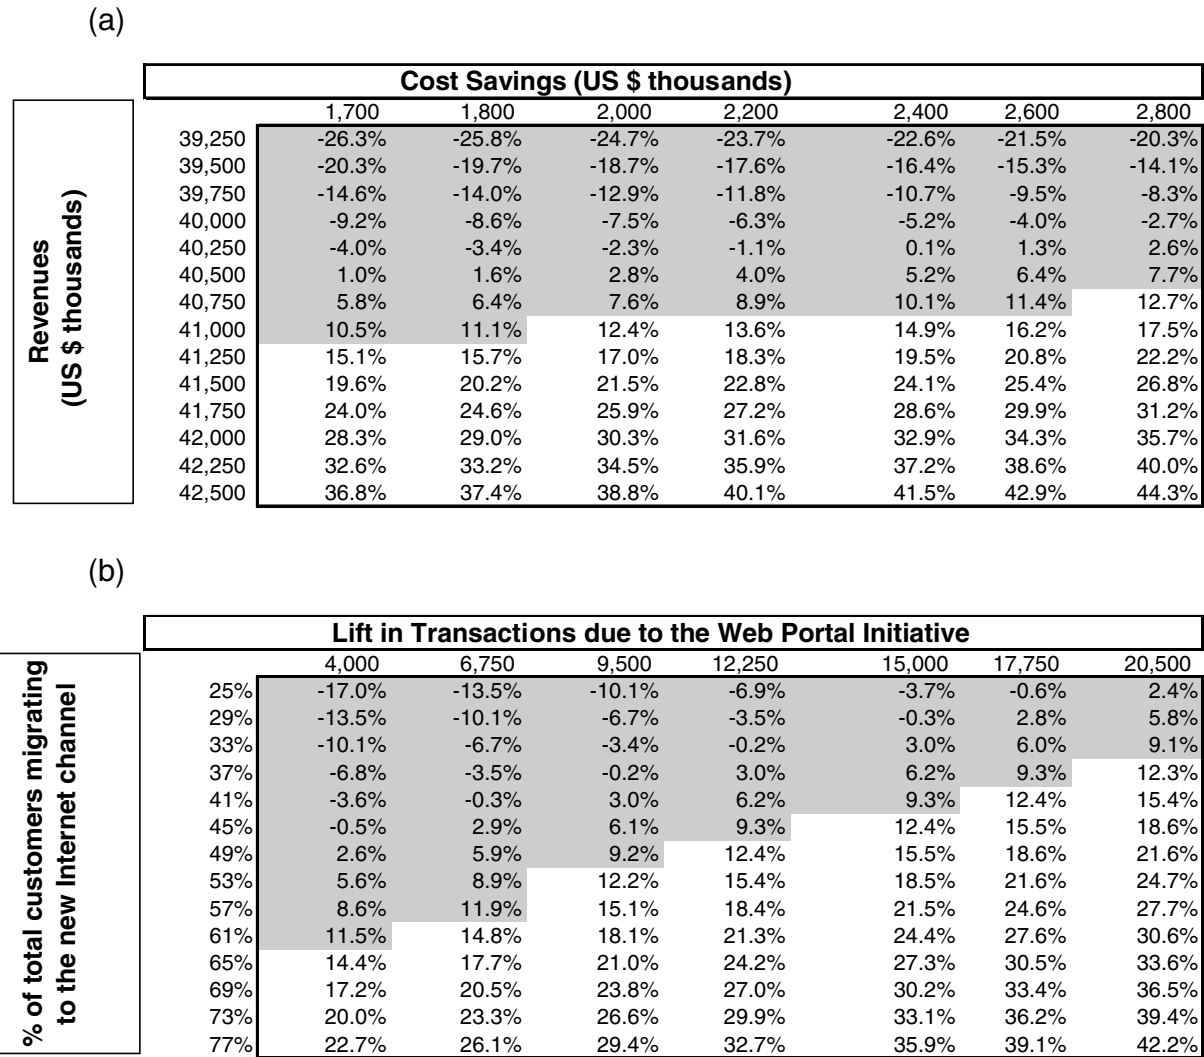 (a)
Cost Savings (US $ thousands)
Revenues
(US $ thousands)
1,700 1,800 2,000 2,200 2,400 2,600 2,800
39,250 -26.3% -25.8% -24.7% -23.7% -22.6% -21.5% -20.3%
39,500 -20.3% -19.7% -18.7% -17.6% -16.4% -15.3% -14.1%
39,750 -14.6% -14.0% -12.9% -11.8% -10.7% -9.5% -8.3%
40,000 -9.2% -8.6% -7.5% -6.3% -5.2% -4.0% -2.7%
40,250 -4.0% -3.4% -2.3% -1.1% 0.1% 1.3% 2.6%
40,500 1.0% 1.6% 2.8% 4.0% 5.2% 6.4% 7.7%
40,750 5.8% 6.4% 7.6% 8.9% 10.1% 11.4% 12.7%
41,000 10.5% 11.1% 12.4% 13.6% 14.9% 16.2% 17.5%
41,250 15.1% 15.7% 17.0% 18.3% 19.5% 20.8% 22.2%
41,500 19.6% 20.2% 21.5% 22.8% 24.1% 25.4% 26.8%
41,750 24.0% 24.6% 25.9% 27.2% 28.6% 29.9% 31.2%
42,000 28.3% 29.0% 30.3% 31.6% 32.9% 34.3% 35.7%
42,250 32.6% 33.2% 34.5% 35.9% 37.2% 38.6% 40.0%
42,500 36.8% 37.4% 38.8% 40.1% 41.5% 42.9% 44.3%
(b)
Lift in Transactions due to the Web Portal Initiative
% of total customers migrating
to the new Internet channel
4,000 6,750 9,500 12,250 15,000 17,750 20,500
25% -17.0% -13.5% -10.1% -6.9% -3.7% -0.6% 2.4%
29% -13.5% -10.1% -6.7% -3.5% -0.3% 2.8% 5.8%
33% -10.1% -6.7% -3.4% -0.2% 3.0% 6.0% 9.1%
37% -6.8% -3.5% -0.2% 3.0% 6.2% 9.3% 12.3%
41% -3.6% -0.3% 3.0% 6.2% 9.3% 12.4% 15.4%
45% -0.5% 2.9% 6.1% 9.3% 12.4% 15.5% 18.6%
49% 2.6% 5.9% 9.2% 12.4% 15.5% 18.6% 21.6%
53% 5.6% 8.9% 12.2% 15.4% 18.5% 21.6% 24.7%
57% 8.6% 11.9% 15.1% 18.4% 21.5% 24.6% 27.7%
61% 11.5% 14.8% 18.1% 21.3% 24.4% 27.6% 30.6%
65% 14.4% 17.7% 21.0% 24.2% 27.3% 30.5% 33.6%
69% 17.2% 20.5% 23.8% 27.0% 30.2% 33.4% 36.5%
73% 20.0% 23.3% 26.6% 29.9% 33.1% 36.2% 39.4%
77% 22.7% 26.1% 29.4% 32.7% 35.9% 39.1% 42.2%